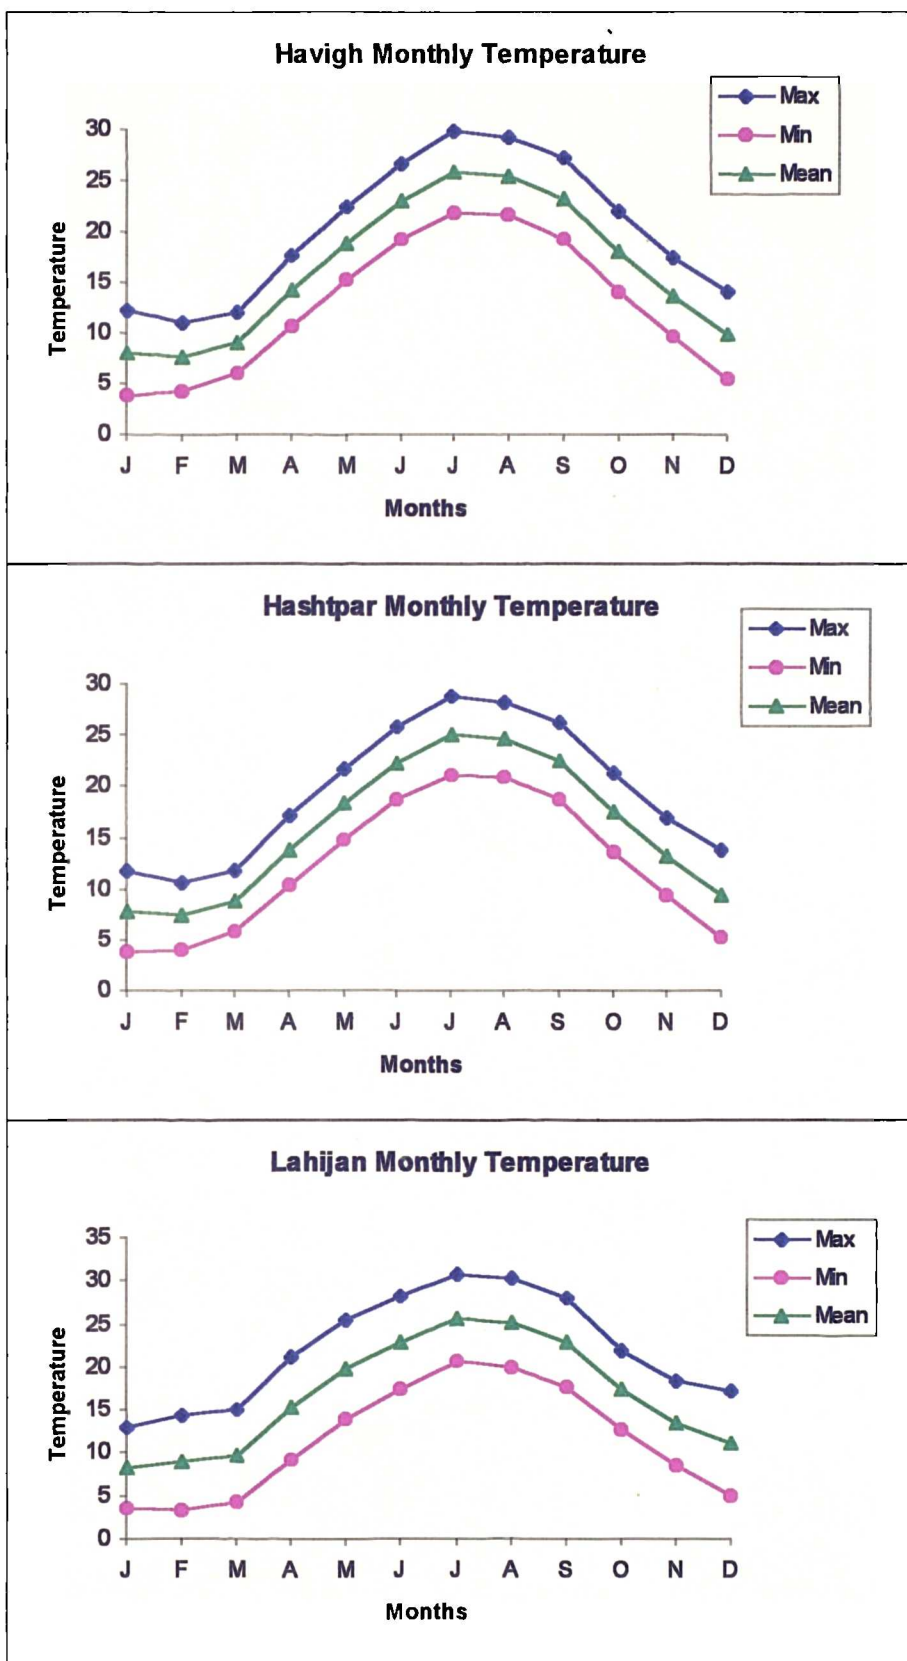 Havigh Monthly Temperature
Max
Min
Mean
30
25
20
15
10
5
0
Temperature
J F M A M J J A S O N D
Months
Hashtpar Monthly Temperature
Max
Min
Mean
30
25
20
15
10
5
0
Temperature
J F M A M J J A S O N D
Months
Lahijan Monthly Temperature
Max
Min
Mean
35
30
25
20
15
10
5
0
Temperature
J F M A M J J A S O N D
Months